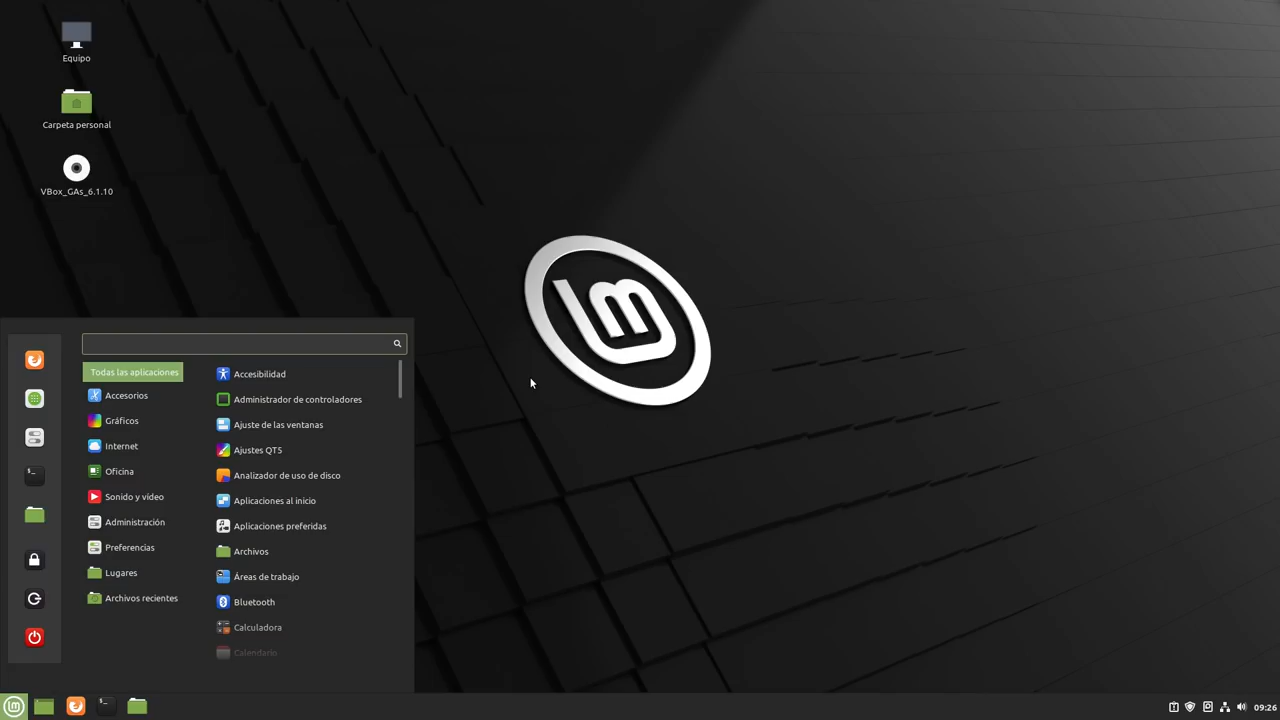 Equipo
Carpeta personal
VBox_GAs_6.1.10
Todas las aplicaciones
Accesorios
Gráficos
Internet
Oficina
Sonido y video
Administración
Preferencias
Lugares
Archivos recientes
Accesibilidad
Administrador de controladores
Ajuste de las ventanas
Ajustes QT5
Analizador de uso de disco
Aplicaciones al inicio
Aplicaciones preferidas
Archivos
Áreas de trabajo
Bluetooth
Calculadora
Calendario
09:26